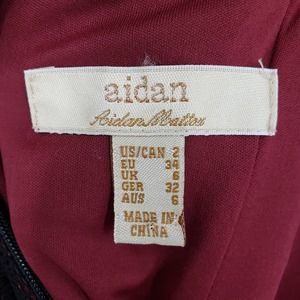 aidan
Aidan Mattox
US/CAN 2
EU 34
UK 6
GER 32
AUS 6
MADE IN
CHINA